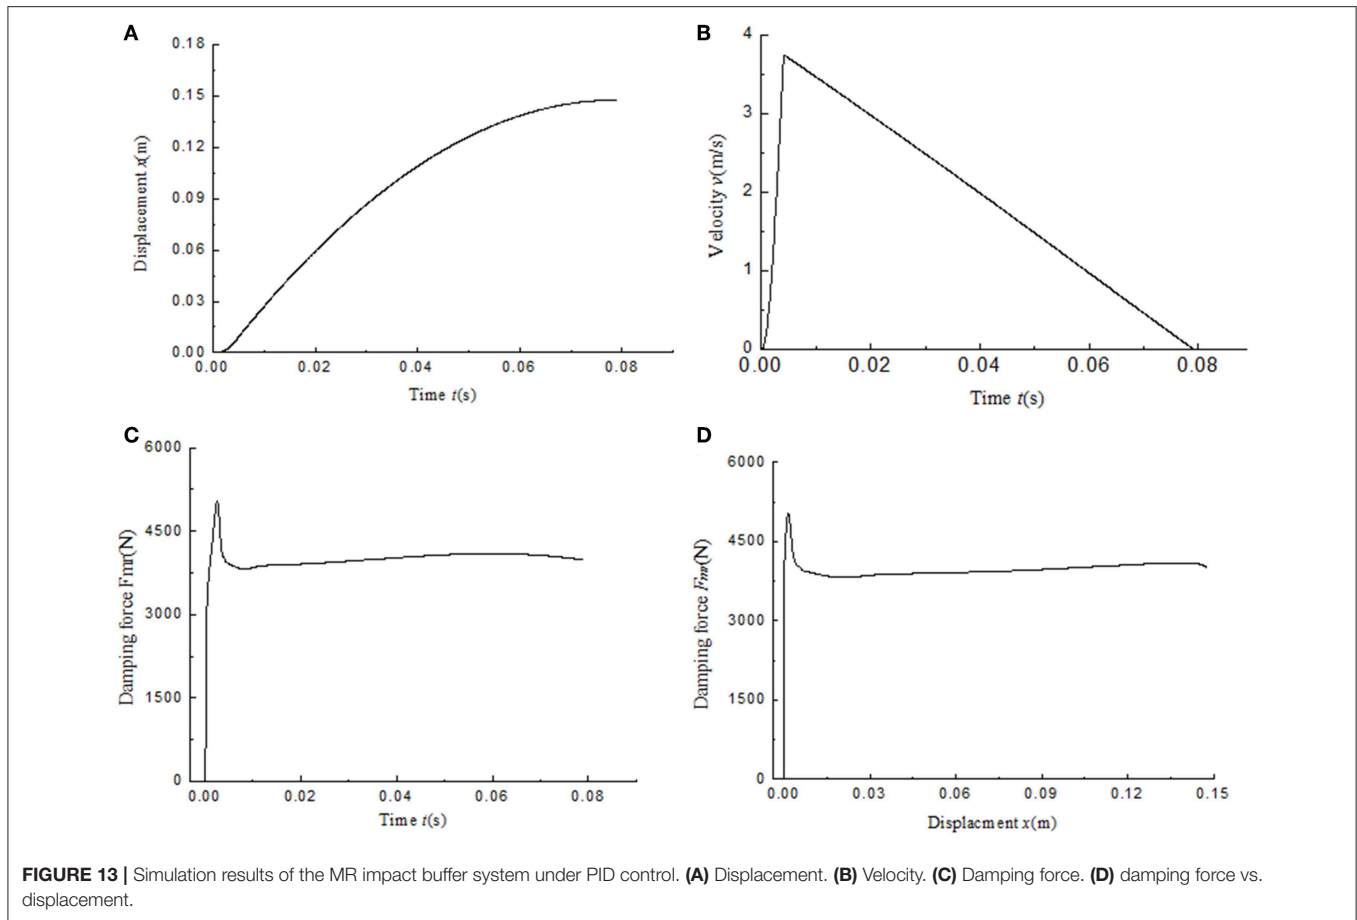 A
0.18
0.15
0.12
0.09
0.06
0.03
0.00
Displacement x(m)
0.00 0.02 0.04 0.06 0.08
Time t(s)
B
4
3
2
1
0
Velocity v(m/s)
0.00 0.02 0.04 0.06 0.08
Time t(s)
C
6000
4500
3000
1500
0
Damping force Fmr(N)
0.00 0.02 0.04 0.06 0.08
Time t(s)
D
6000
4500
3000
1500
0
Damping force Fmr(N)
0.00 0.03 0.06 0.09 0.12 0.15
Displacment x(m)
FIGURE 13 | Simulation results of the MR impact buffer system under PID control. (A) Displacement. (B) Velocity. (C) Damping force. (D) damping force vs.
displacement.